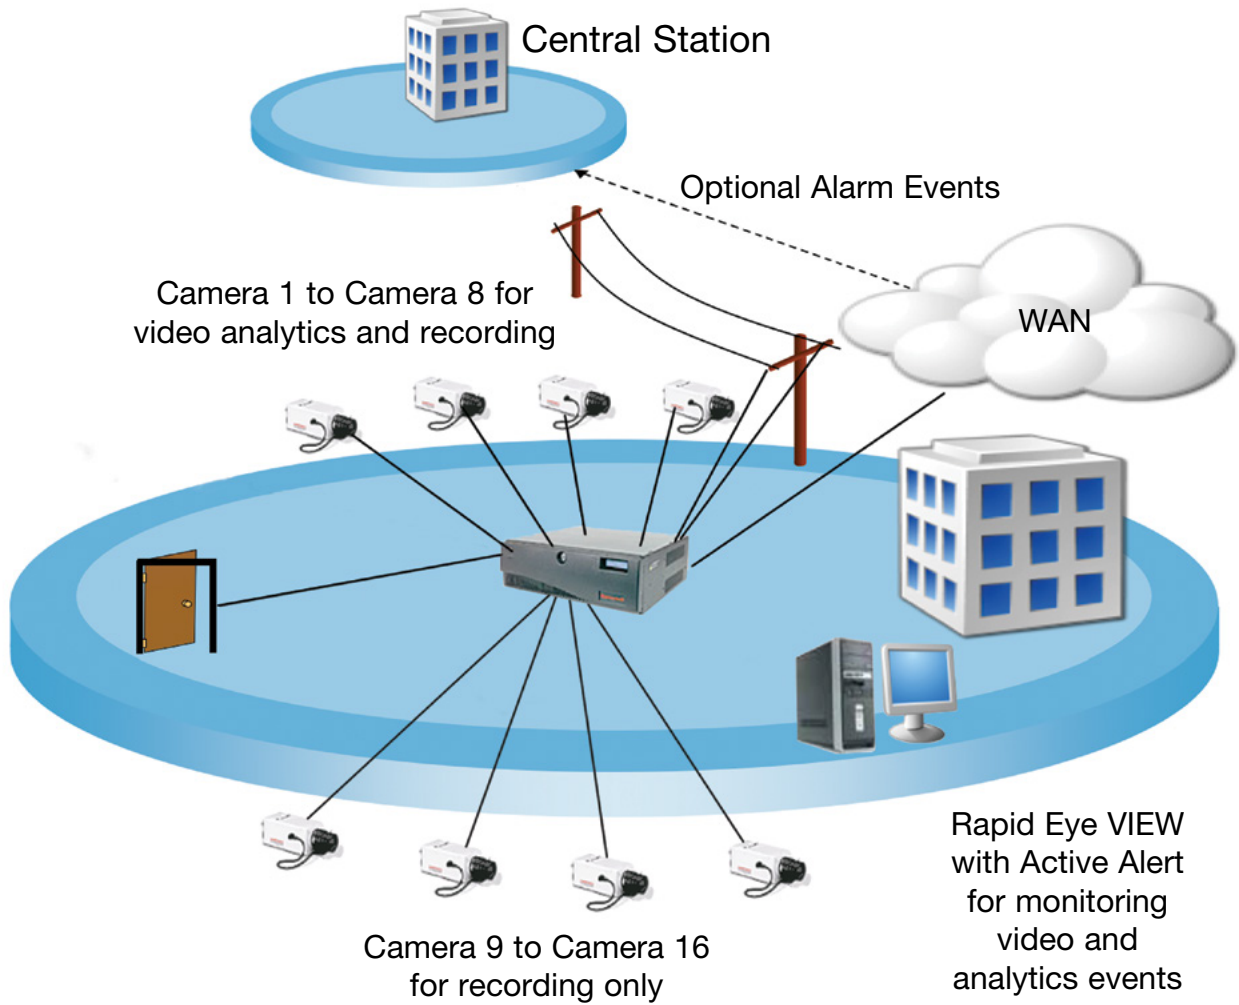 Central Station
Optional Alarm Events
Camera 1 to Camera 8 for
video analytics and recording
WAN
Rapid Eye VIEW
with Active Alert
for monitoring
video and
analytics events
Camera 9 to Camera 16
for recording only